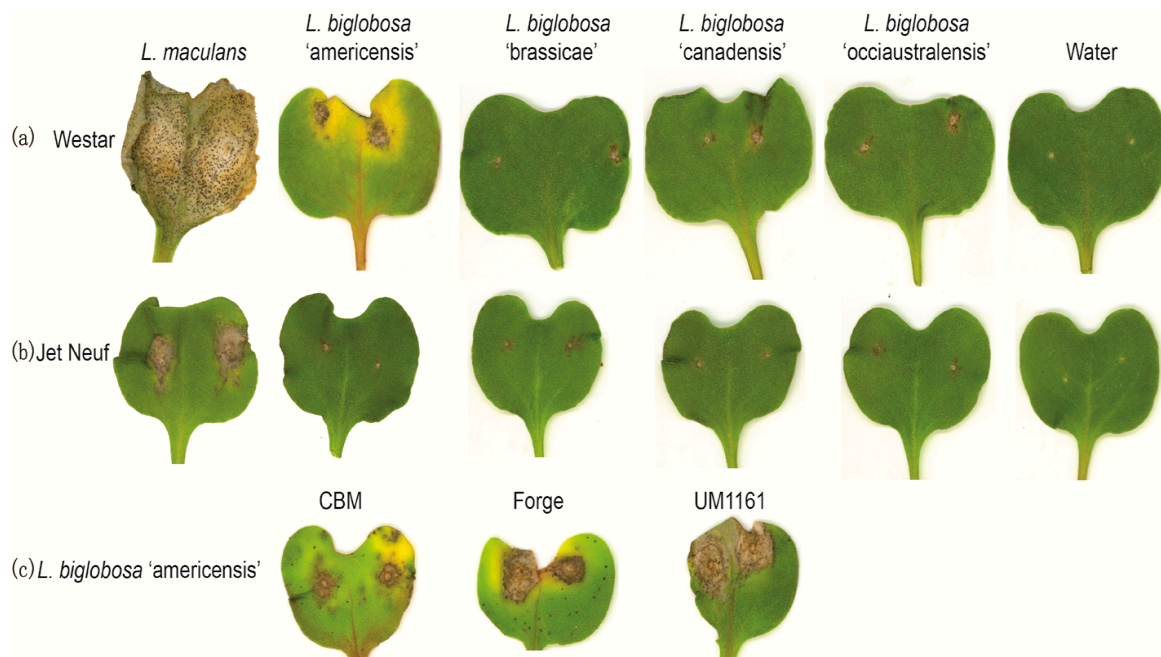 L. maculans
L. biglobosa
'americensis'
L. biglobosa
'brassicae'
L. biglobosa
'canadensis'
L. biglobosa
'occiaustralensis'
Water
(a) Westar
(b) Jet Neuf
CBM
Forge
UM1161
(c) L. biglobosa 'americensis'